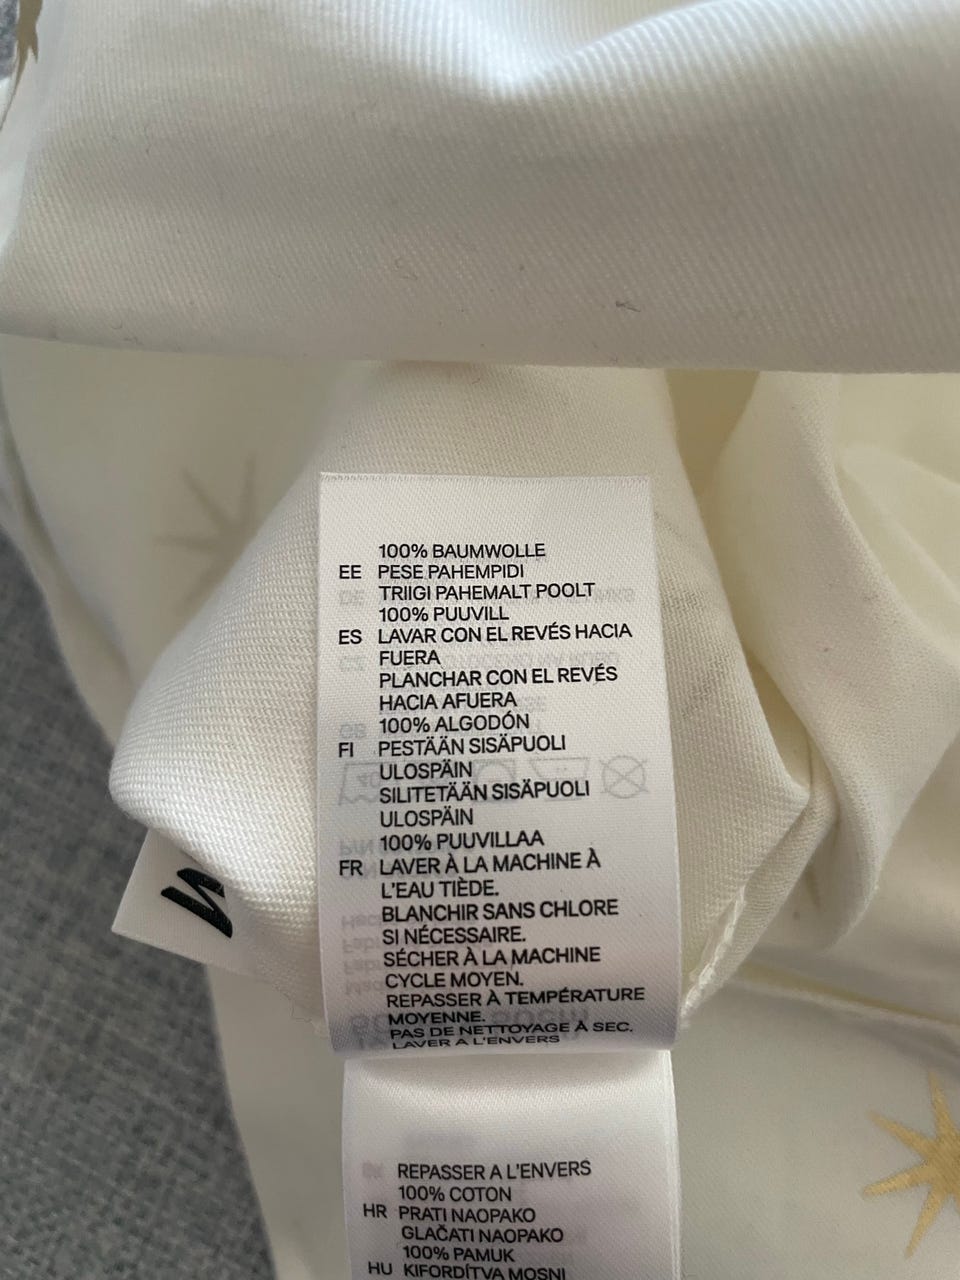 100% BAUMWOLLE
EE PESE PAHEMPIDI
TRIIGI PAHEMALT POOLT
100% PUUVILL
ES LAVAR CON EL REVÉS HACIA
FUERA
PLANCHAR CON EL REVÉS
HACIA AFUERA
100% ALGODÓN
FI PESTÄÄN SISÄPUOLI
ULOSPÄIN
SILITETÄÄN SISÄPUOLI
ULOSPÄIN
100% PUUVILLAA
FR LAVER À LA MACHINE À
L'EAU TIÈDE.
BLANCHIR SANS CHLORE
SI NÉCESSAIRE.
SÉCHER À LA MACHINE
CYCLE MOYEN.
REPASSER À TEMPÉRATURE
MOYENNE.
PAS DE NETTOYAGE À SEC.
LAVER A L'ENVERS
REPASSER A L'ENVERS
100% COTON
HR PRATI NAOPAKO
GLAČATI NAOPAKO
100% PAMUK
HU KIFORDÍTVA MOSNI
M